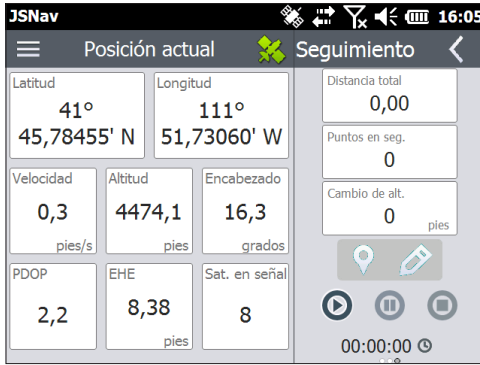 JSNav 16:05
Posición actual
Seguimiento
Latitud
41°
45,78455' N
Longitud
111°
51,73060' W
Velocidad
0,3
pies/s
Altitud
4474,1
pies
Encabezado
16,3
grados
PDOP
2,2
EHE
8,38
pies
Sat. en señal
8
Distancia total
0,00
Puntos en seg.
0
Cambio de alt.
0
pies
00:00:00